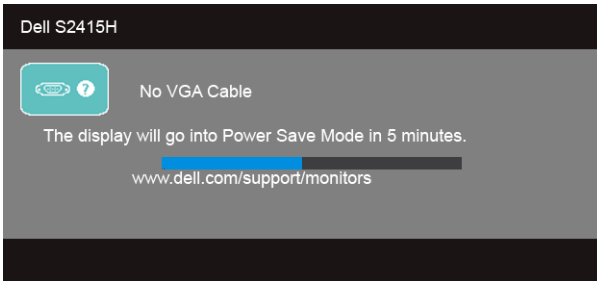 Dell S2415H
?
No VGA Cable
The display will go into Power Save Mode in 5 minutes.
www.dell.com/support/monitors